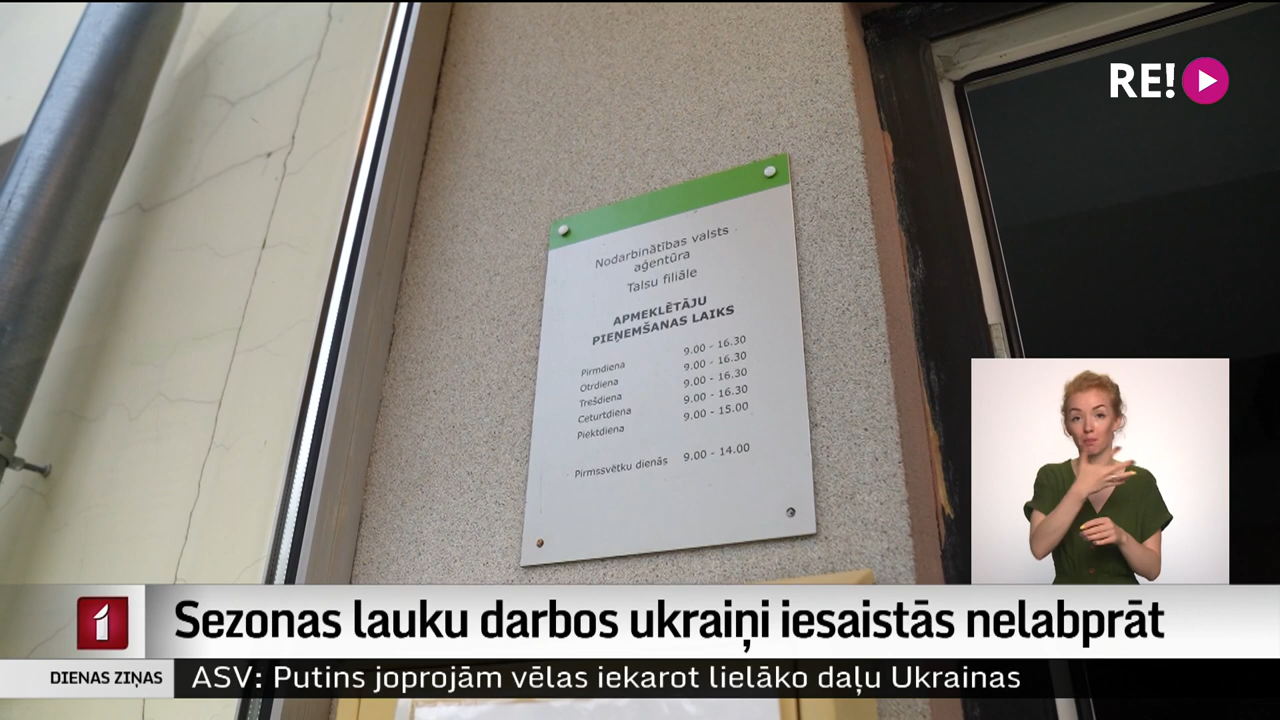 RE!
Nodarbinātības valsts
aģentūra
Talsu filiāle
APMEKLĒTĀJU
PIEŅEMŠANAS LAIKS
Pirmdiena 9.00 - 16.30
Otrdiena 9.00 - 16.30
Trešdiena 9.00 - 16.30
Ceturtdiena 9.00 - 16.30
Piektdiena 9.00 - 15.00
Pirmssvētku dienās 9.00 - 14.00
1 Sezonas lauku darbos ukraiņi iesaistās nelabprāt
DIENAS ZIŅAS ASV: Putins joprojām vēlas iekarot lielāko daļu Ukrainas